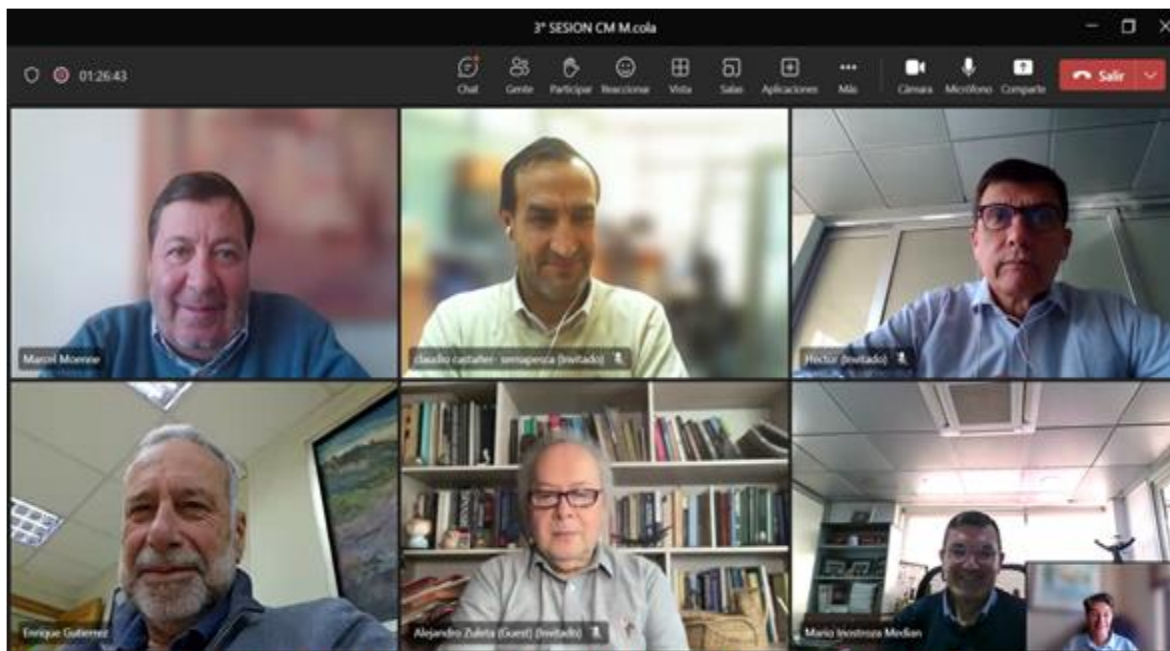 3° SESION CM M.cola
01:26:43
Chat
Gente
Participar
Reaccionar
Vista
Salas
Aplicaciones
Más
Cámara
Micrófono
Comparte
Salir
Marcel Moenne
claudio castañer- sernapesca (Invitado)
Hector (Invitado)
Enrique Gutierrez
Alejandro Zuleta (Guest) (Invitado)
Mario Inostroza Median